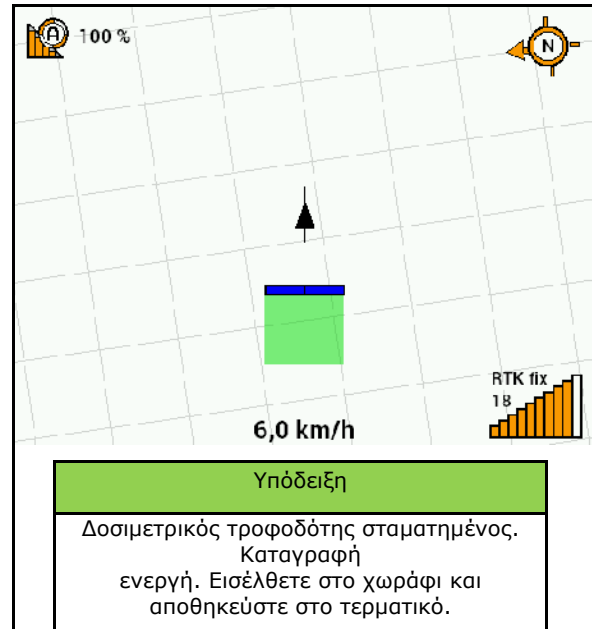 A 100 %
N
RTK fix
18
6,0 km/h
Υπόδειξη
Δοσιμετρικός τροφοδότης σταματημένος.
Καταγραφή
ενεργή. Εισέλθετε στο χωράφι και
αποθηκεύστε στο τερματικό.